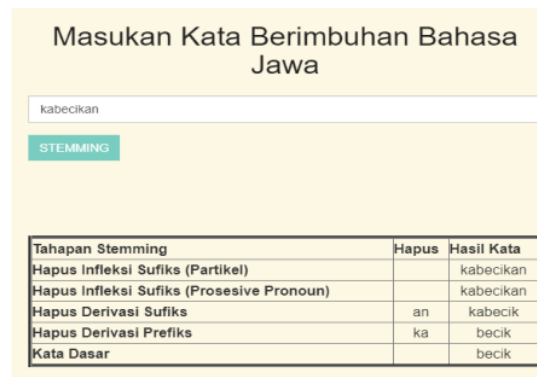 Masukan Kata Berimbuhan Bahasa
Jawa
kabecikan
STEMMING
Tahapan Stemming Hapus Hasil Kata
Hapus Infleksi Sufiks (Partikel) kabecikan
Hapus Infleksi Sufiks (Prosesive Pronoun) kabecikan
Hapus Derivasi Sufiks an kabecik
Hapus Derivasi Prefiks ka becik
Kata Dasar becik